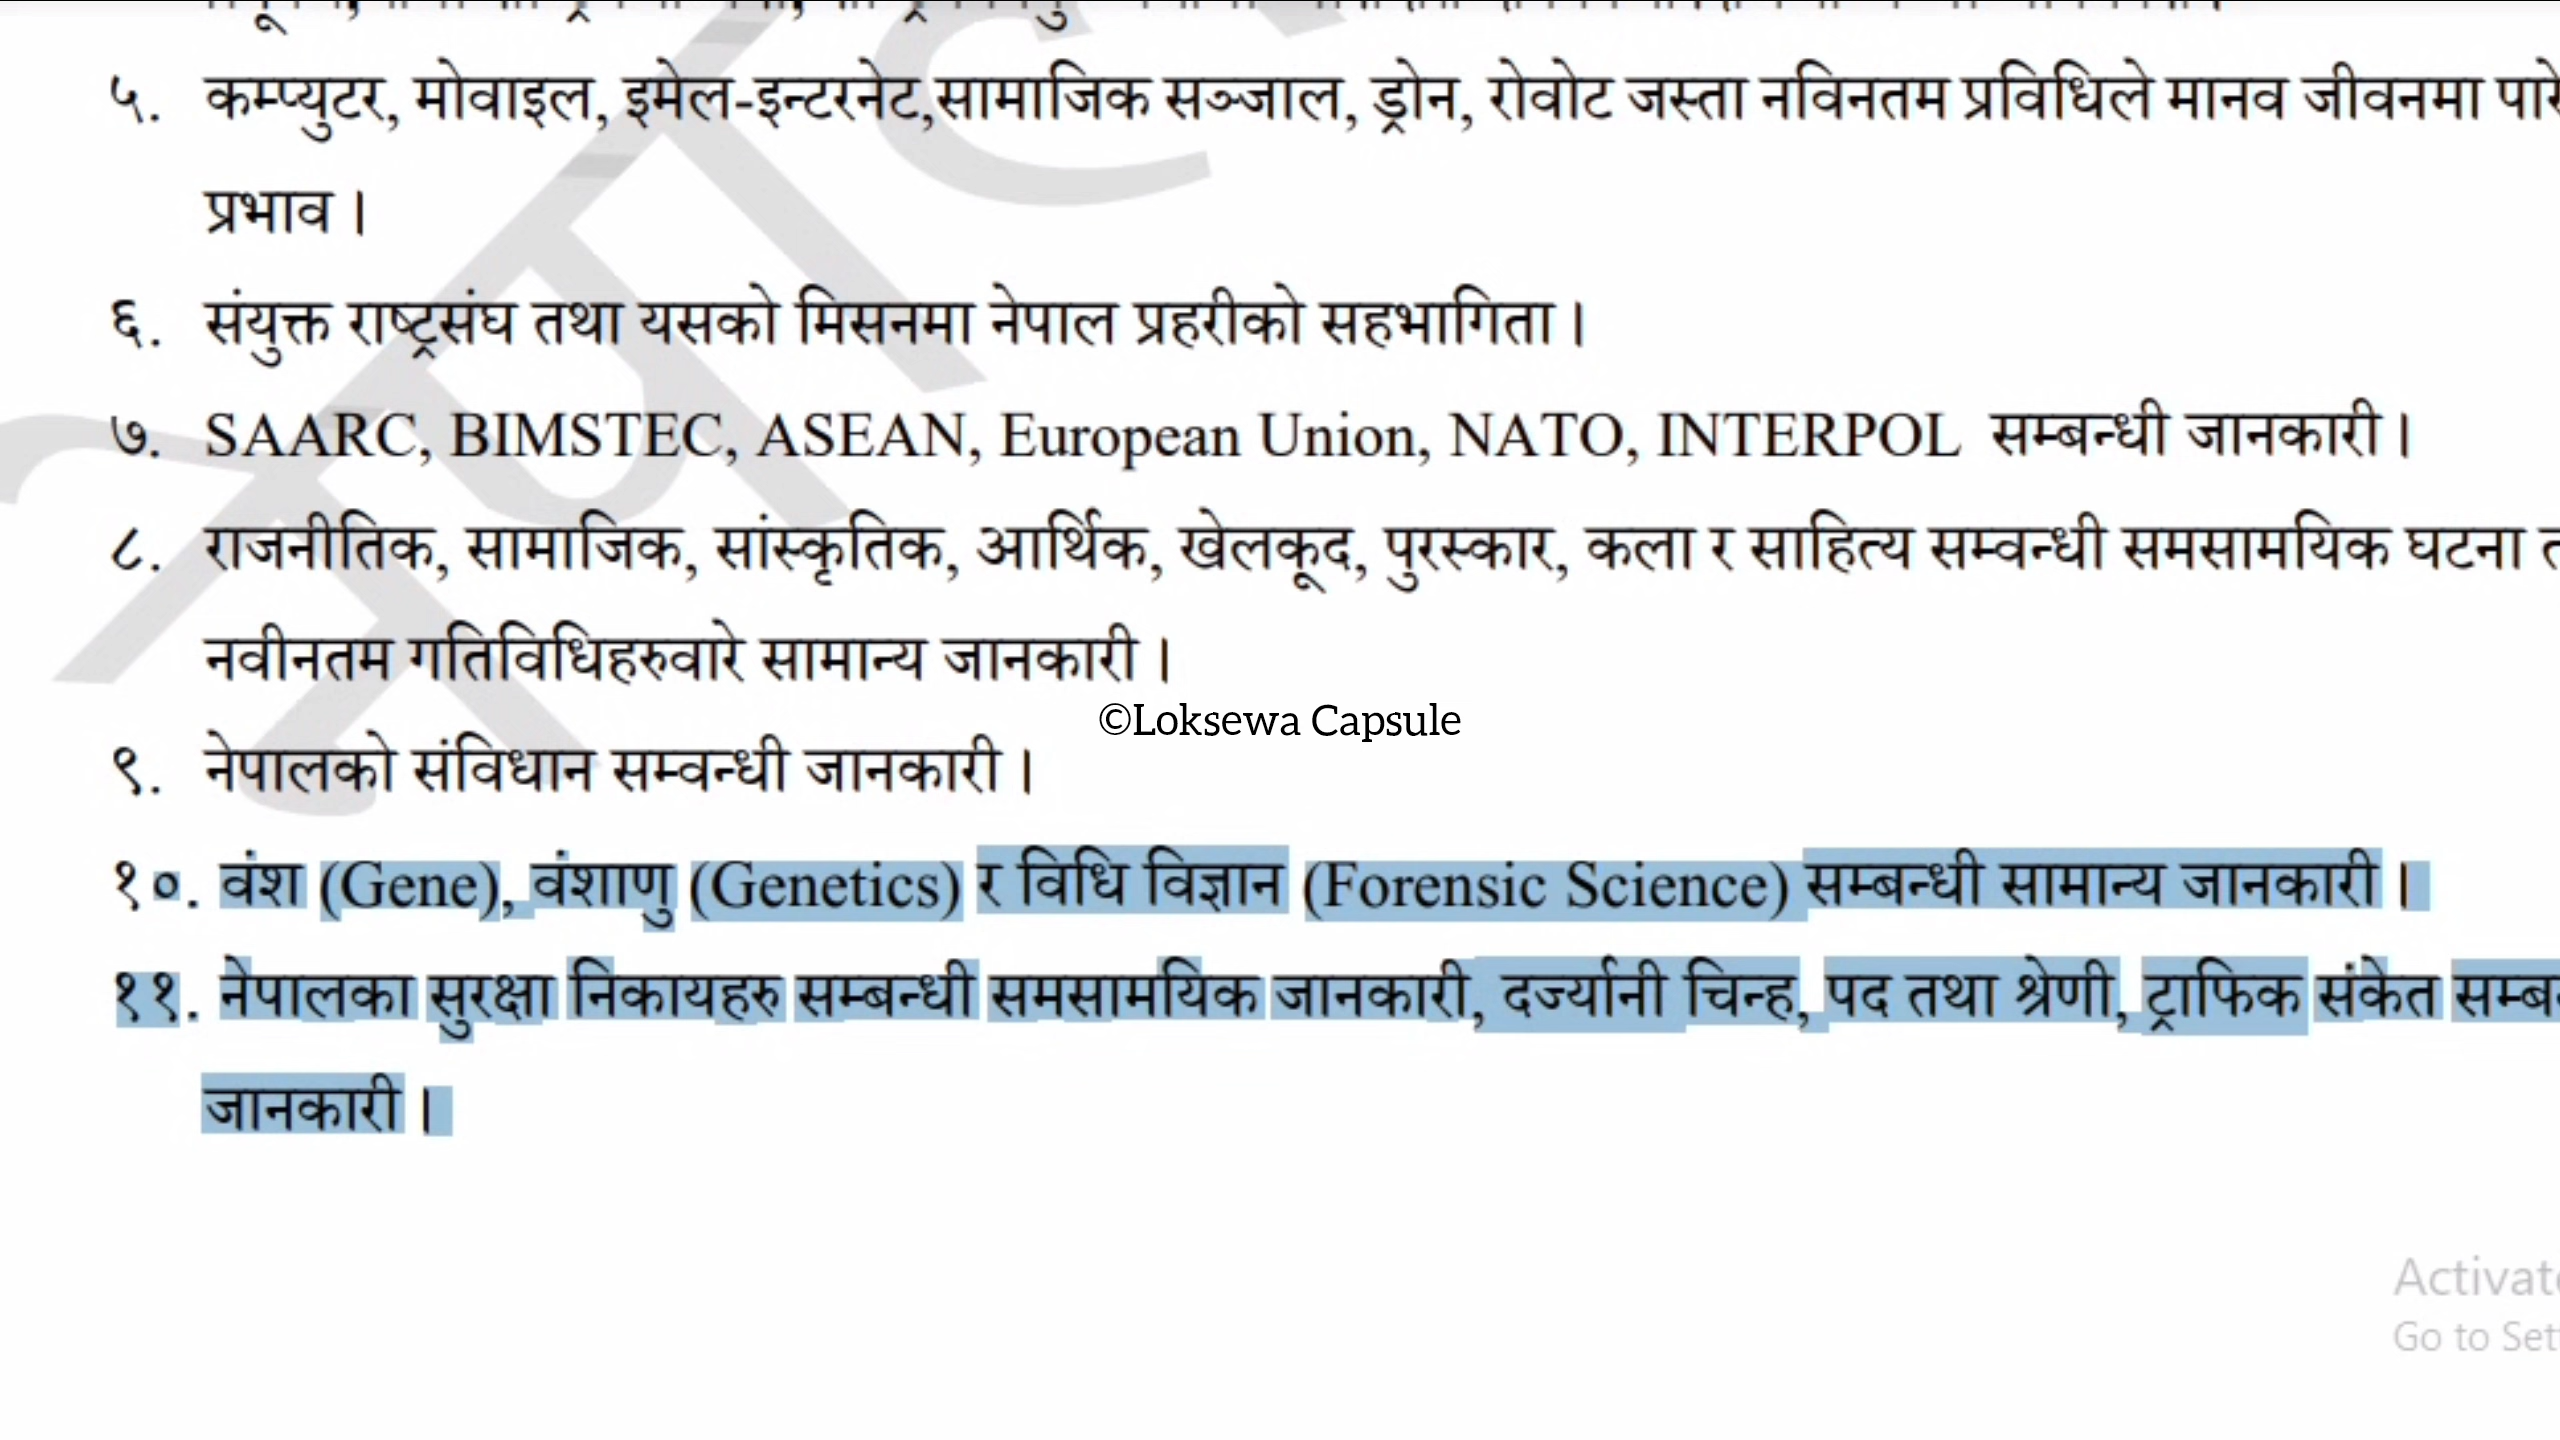 ५. कम्प्युटर, मोवाइल, इमेल-इन्टरनेट,सामाजिक सञ्जाल, ड्रोन, रोवोट जस्ता नविनतम प्रविधिले मानव जीवनमा
प्रभाव ।
६. संयुक्त राष्ट्रसंघ तथा यसको मिसनमा नेपाल प्रहरीको सहभागिता ।
७. SAARC, BIMSTEC, ASEAN, European Union, NATO, INTERPOL सम्बन्धी जानकारी ।
८. राजनीतिक, सामाजिक, सांस्कृतिक, आर्थिक, खेलकूद, पुरस्कार, कला र साहित्य सम्वन्धी समसामयिक घटना
नवीनतम गतिविधिहरुवारे सामान्य जानकारी ।
©Loksewa Capsule
९. नेपालको संविधान सम्वन्धी जानकारी ।
१०. वंश (Gene), वंशाणु (Genetics) र विधि विज्ञान (Forensic Science) सम्बन्धी सामान्य जानकारी ।
११. नेपालका सुरक्षा निकायहरु सम्बन्धी समसामयिक जानकारी, दर्ज्यानी चिन्ह, पद तथा श्रेणी, ट्राफिक संकेत
जानकारी ।
Go to